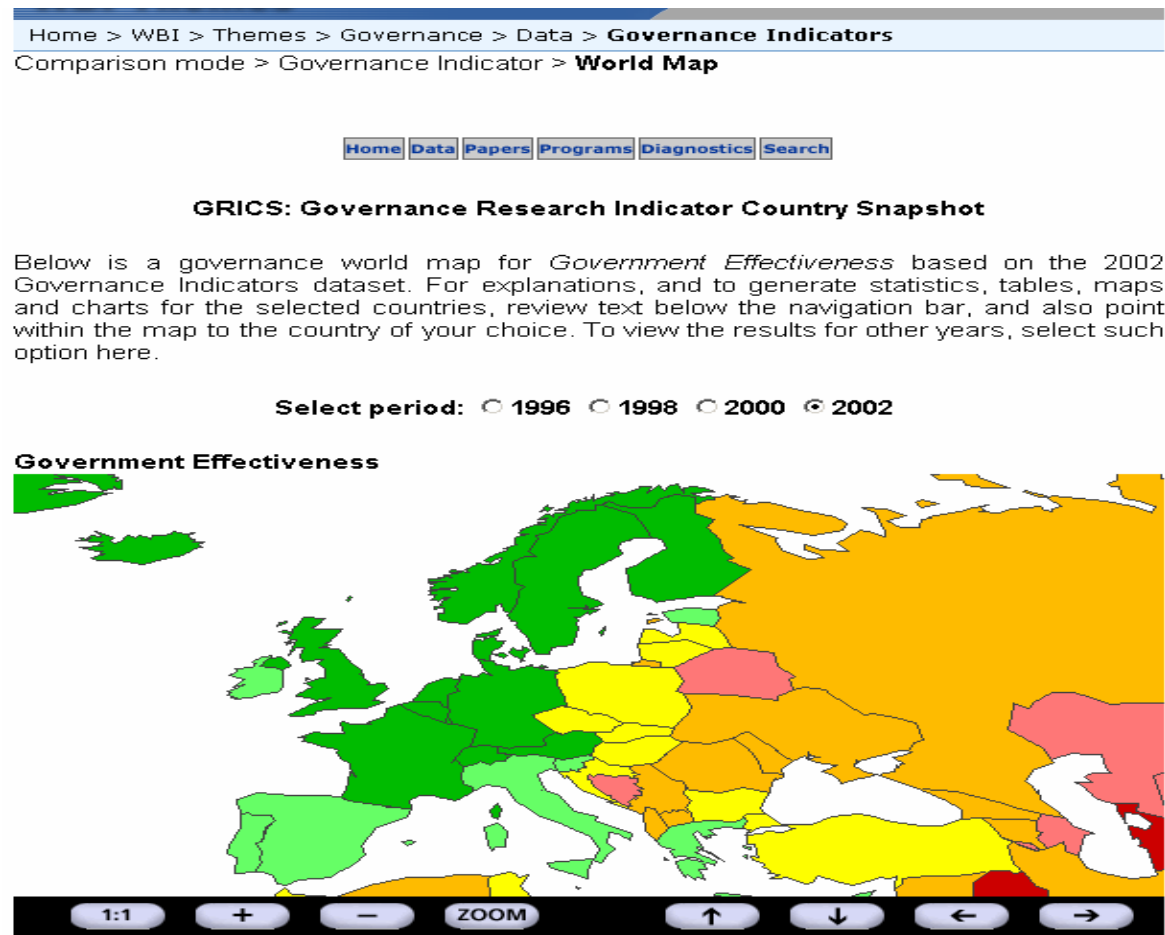 Home > WBI > Themes > Governance > Data > Governance Indicators
Comparison mode > Governance Indicator > World Map
Home Data Papers Programs Diagnostics Search
GRICS: Governance Research Indicator Country Snapshot
Below is a governance world map for Government Effectiveness based on the 2002
Governance Indicators dataset. For explanations, and to generate statistics, tables, maps
and charts for the selected countries, review text below the navigation bar, and also point
within the map to the country of your choice. To view the results for other years, select such
option here.
Select period: 1996 1998 2000 2002
Government Effectiveness
1:1 + − ZOOM ↑ ↓ ← →